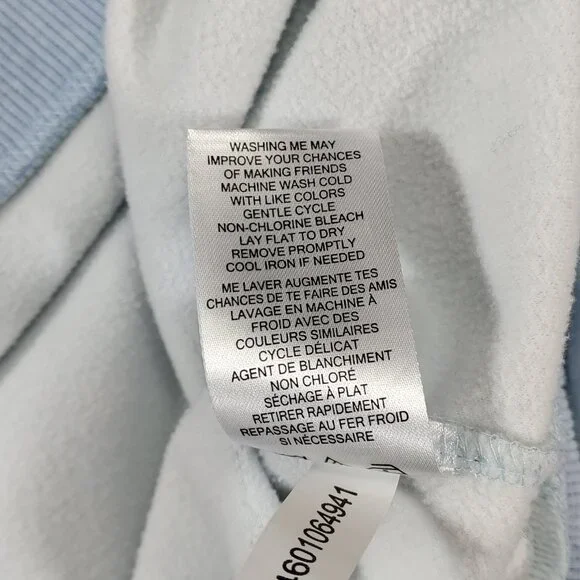 WASHING ME MAY
IMPROVE YOUR CHANCES
OF MAKING FRIENDS
MACHINE WASH COLD
WITH LIKE COLORS
GENTLE CYCLE
NON-CHLORINE BLEACH
LAY FLAT TO DRY
REMOVE PROMPTLY
COOL IRON IF NEEDED
ME LAVER AUGMENTE TES
CHANCES DE TE FAIRE DES AMIS
LAVAGE EN MACHINE À
FROID AVEC DES
COULEURS SIMILAIRES
CYCLE DÉLICAT
AGENT DE BLANCHIMENT
NON CHLORÉ
SÉCHAGE À PLAT
RETIRER RAPIDEMENT
REPASSAGE AU FER FROID
SI NÉCESSAIRE
601064941